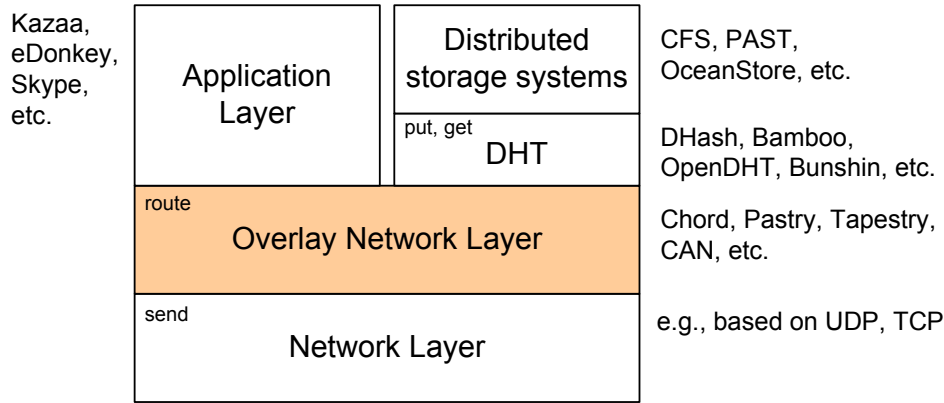 Kazaa,
eDonkey,
Skype,
etc.
Application
Layer
Distributed
storage systems
CFS, PAST,
OceanStore, etc.
put, get
DHT
DHash, Bamboo,
OpenDHT, Bunshin, etc.
route
Overlay Network Layer
Chord, Pastry, Tapestry,
CAN, etc.
send
Network Layer
e.g., based on UDP, TCP